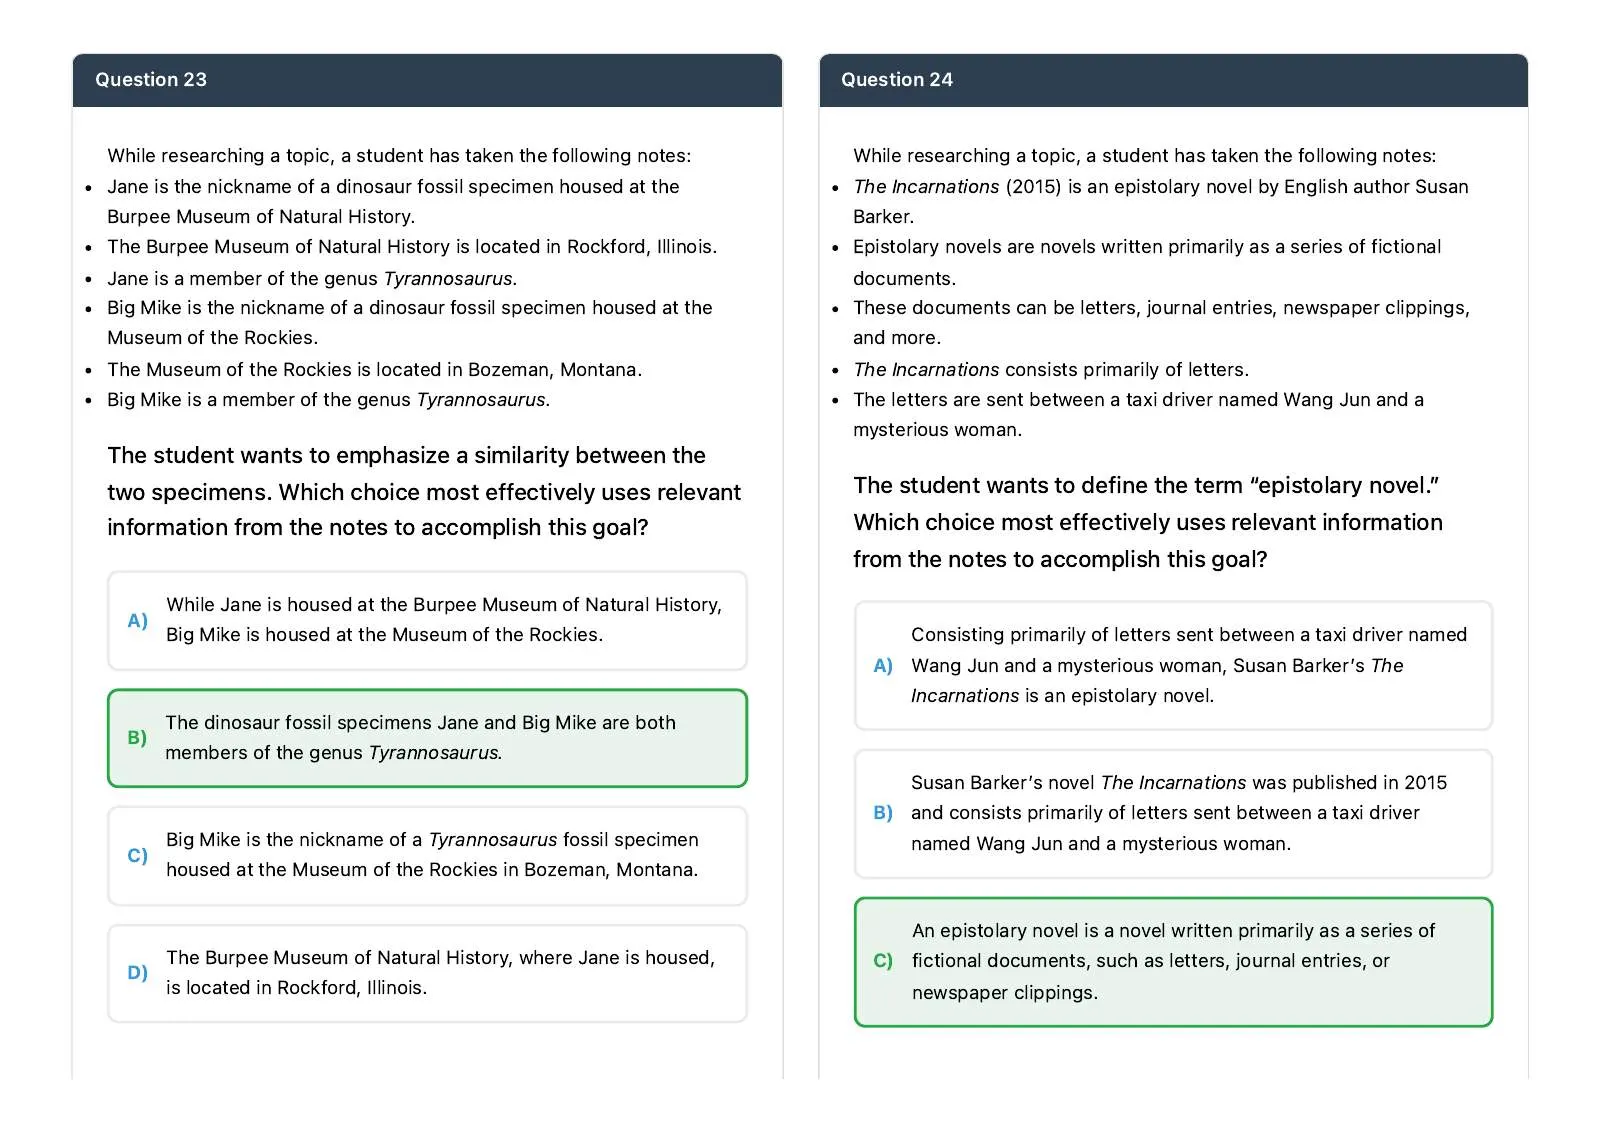 Question 23
While researching a topic, a student has taken the following notes:
• Jane is the nickname of a dinosaur fossil specimen housed at the
Burpee Museum of Natural History.
• The Burpee Museum of Natural History is located in Rockford, Illinois.
• Jane is a member of the genus Tyrannosaurus.
• Big Mike is the nickname of a dinosaur fossil specimen housed at the
Museum of the Rockies.
• The Museum of the Rockies is located in Bozeman, Montana.
• Big Mike is a member of the genus Tyrannosaurus.
The student wants to emphasize a similarity between the
two specimens. Which choice most effectively uses relevant
information from the notes to accomplish this goal?
A) While Jane is housed at the Burpee Museum of Natural History,
Big Mike is housed at the Museum of the Rockies.
B) The dinosaur fossil specimens Jane and Big Mike are both
members of the genus Tyrannosaurus.
C) Big Mike is the nickname of a Tyrannosaurus fossil specimen
housed at the Museum of the Rockies in Bozeman, Montana.
D) The Burpee Museum of Natural History, where Jane is housed,
is located in Rockford, Illinois.
Question 24
While researching a topic, a student has taken the following notes:
• The Incarnations (2015) is an epistolary novel by English author Susan
Barker.
• Epistolary novels are novels written primarily as a series of fictional
documents.
• These documents can be letters, journal entries, newspaper clippings,
and more.
• The Incarnations consists primarily of letters.
• The letters are sent between a taxi driver named Wang Jun and a
mysterious woman.
The student wants to define the term “epistolary novel.”
Which choice most effectively uses relevant information
from the notes to accomplish this goal?
A) Consisting primarily of letters sent between a taxi driver named
Wang Jun and a mysterious woman, Susan Barker’s The
Incarnations is an epistolary novel.
B) Susan Barker’s novel The Incarnations was published in 2015
and consists primarily of letters sent between a taxi driver
named Wang Jun and a mysterious woman.
C) An epistolary novel is a novel written primarily as a series of
fictional documents, such as letters, journal entries, or
newspaper clippings.